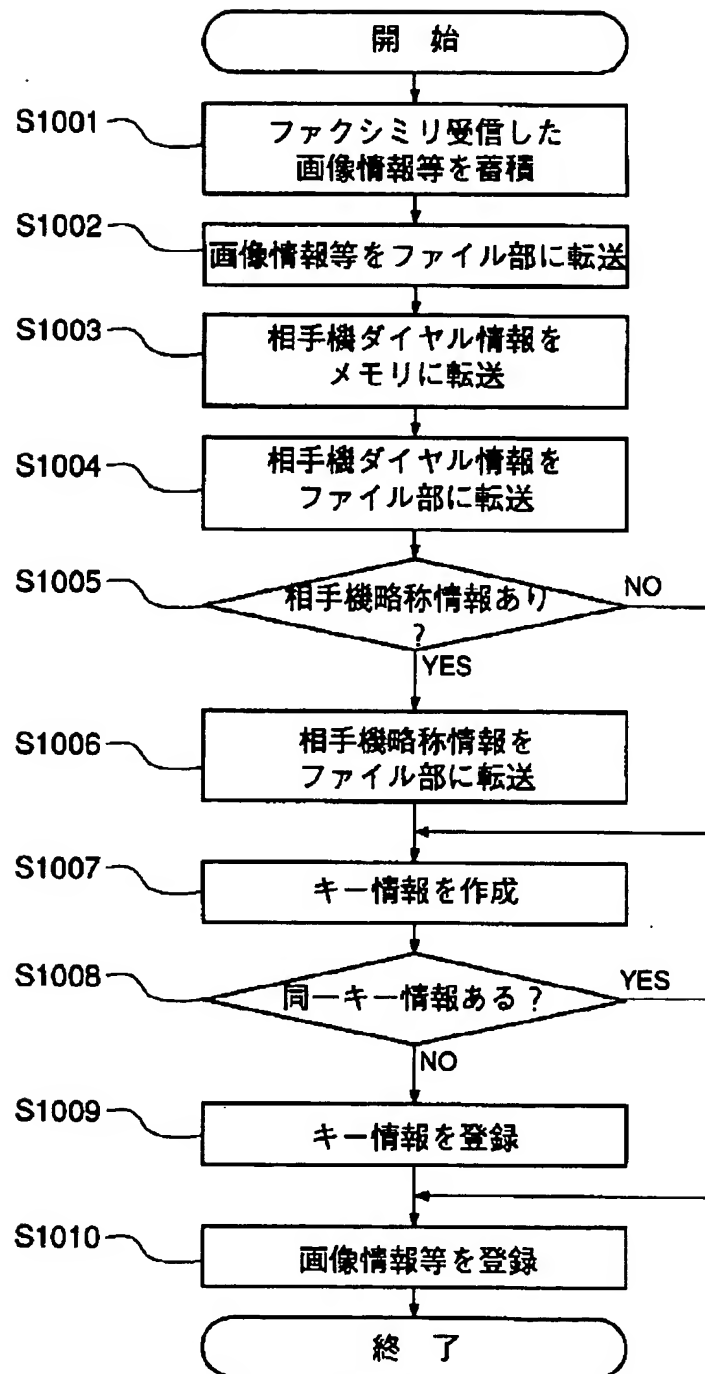 開 始
S1001
ファクシミリ受信した
画像情報等を蓄積
S1002
画像情報等をファイル部に転送
S1003
相手機ダイヤル情報を
メモリに転送
S1004
相手機ダイヤル情報を
ファイル部に転送
S1005
相手機略称情報あり
?
NO
YES
S1006
相手機略称情報を
ファイル部に転送
S1007
キー情報を作成
S1008
同一キー情報ある?
YES
NO
S1009
キー情報を登録
S1010
画像情報等を登録
終 了